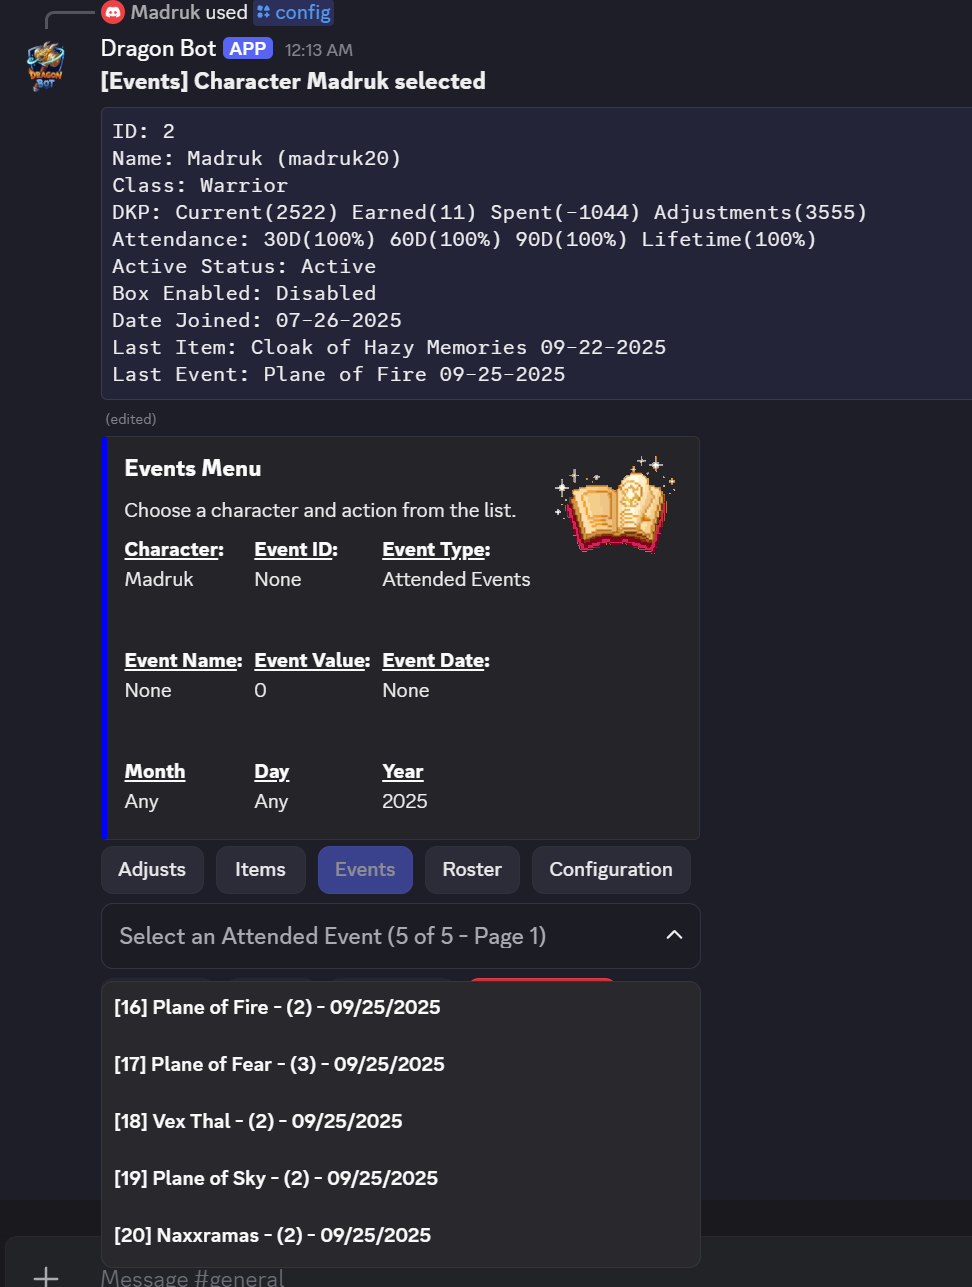 Madruk used config
Dragon Bot APP 12:13 AM
DRAGON
BOT
[Events] Character Madruk selected
ID: 2
Name: Madruk (madruk20)
Class: Warrior
DKP: Current(2522) Earned(11) Spent(-1044) Adjustments(3555)
Attendance: 30D(100%) 60D(100%) 90D(100%) Lifetime(100%)
Active Status: Active
Box Enabled: Disabled
Date Joined: 07-26-2025
Last Item: Cloak of Hazy Memories 09-22-2025
Last Event: Plane of Fire 09-25-2025
(edited)
Events Menu
Choose a character and action from the list.
Character: Event ID: Event Type:
Madruk None Attended Events
Event Name: Event Value: Event Date:
None 0 None
Month Day Year
Any Any 2025
Adjusts Items Events Roster Configuration
Select an Attended Event (5 of 5 - Page 1)
[16] Plane of Fire - (2) - 09/25/2025
[17] Plane of Fear - (3) - 09/25/2025
[18] Vex Thal - (2) - 09/25/2025
[19] Plane of Sky - (2) - 09/25/2025
[20] Naxxramas - (2) - 09/25/2025
Message #general